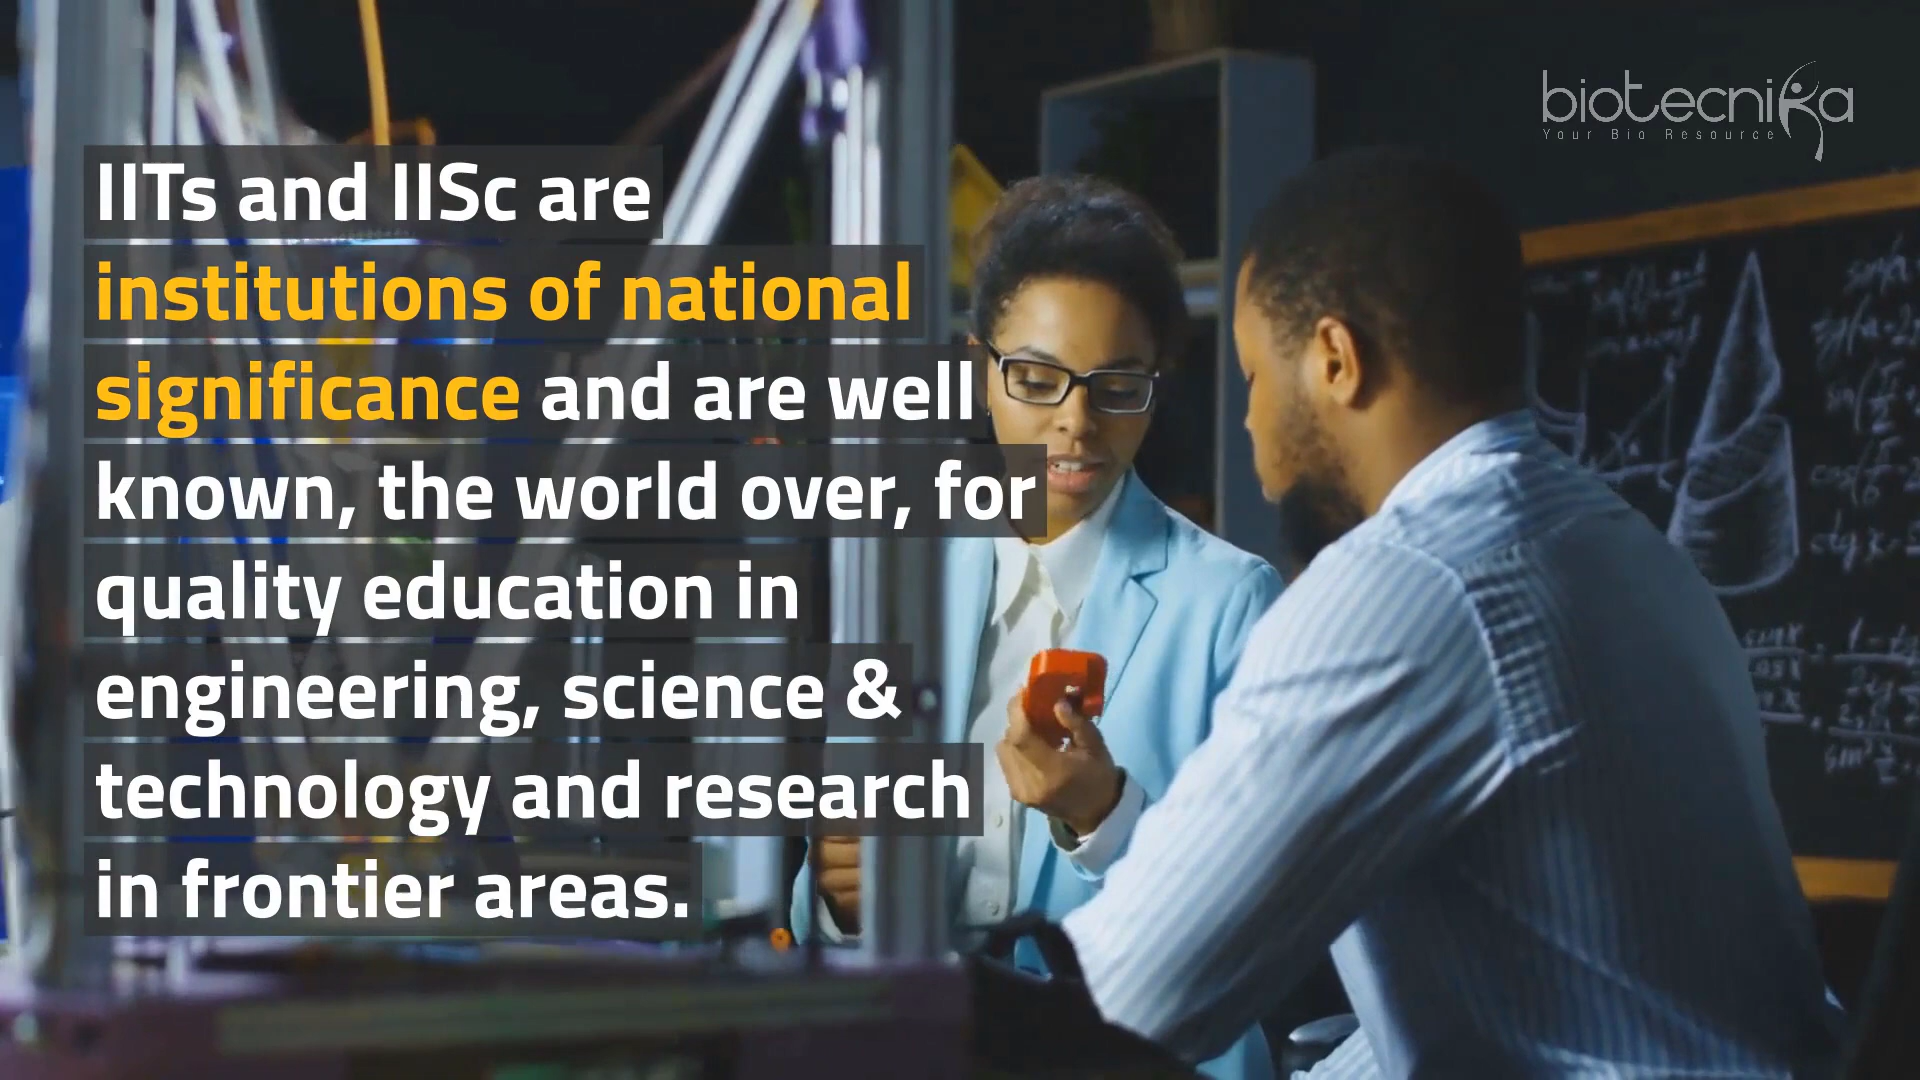 biotecnika
Your Bio Resource
IITs and IISc are
institutions of national
significance and are well
known, the world over, for
quality education in
engineering, science &
technology and research
in frontier areas.